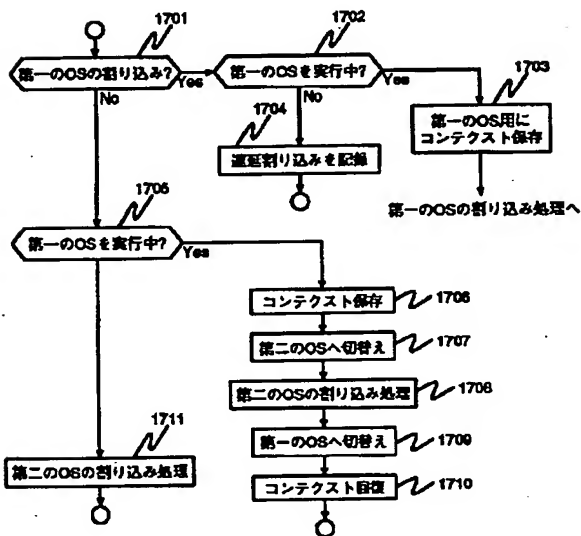 1701
第一のOSの割り込み?
Yes
No
1702
第一のOSを実行中?
Yes
No
1703
第一のOS用に
コンテクスト保存
第一のOSの割り込み処理へ
1704
遅延割り込みを記録
1705
第一のOSを実行中?
Yes
コンテクスト保存
1706
第二のOSへ切替え
1707
第二のOSの割り込み処理
1708
第一のOSへ切替え
1709
コンテクスト回復
1710
1711
第二のOSの割り込み処理